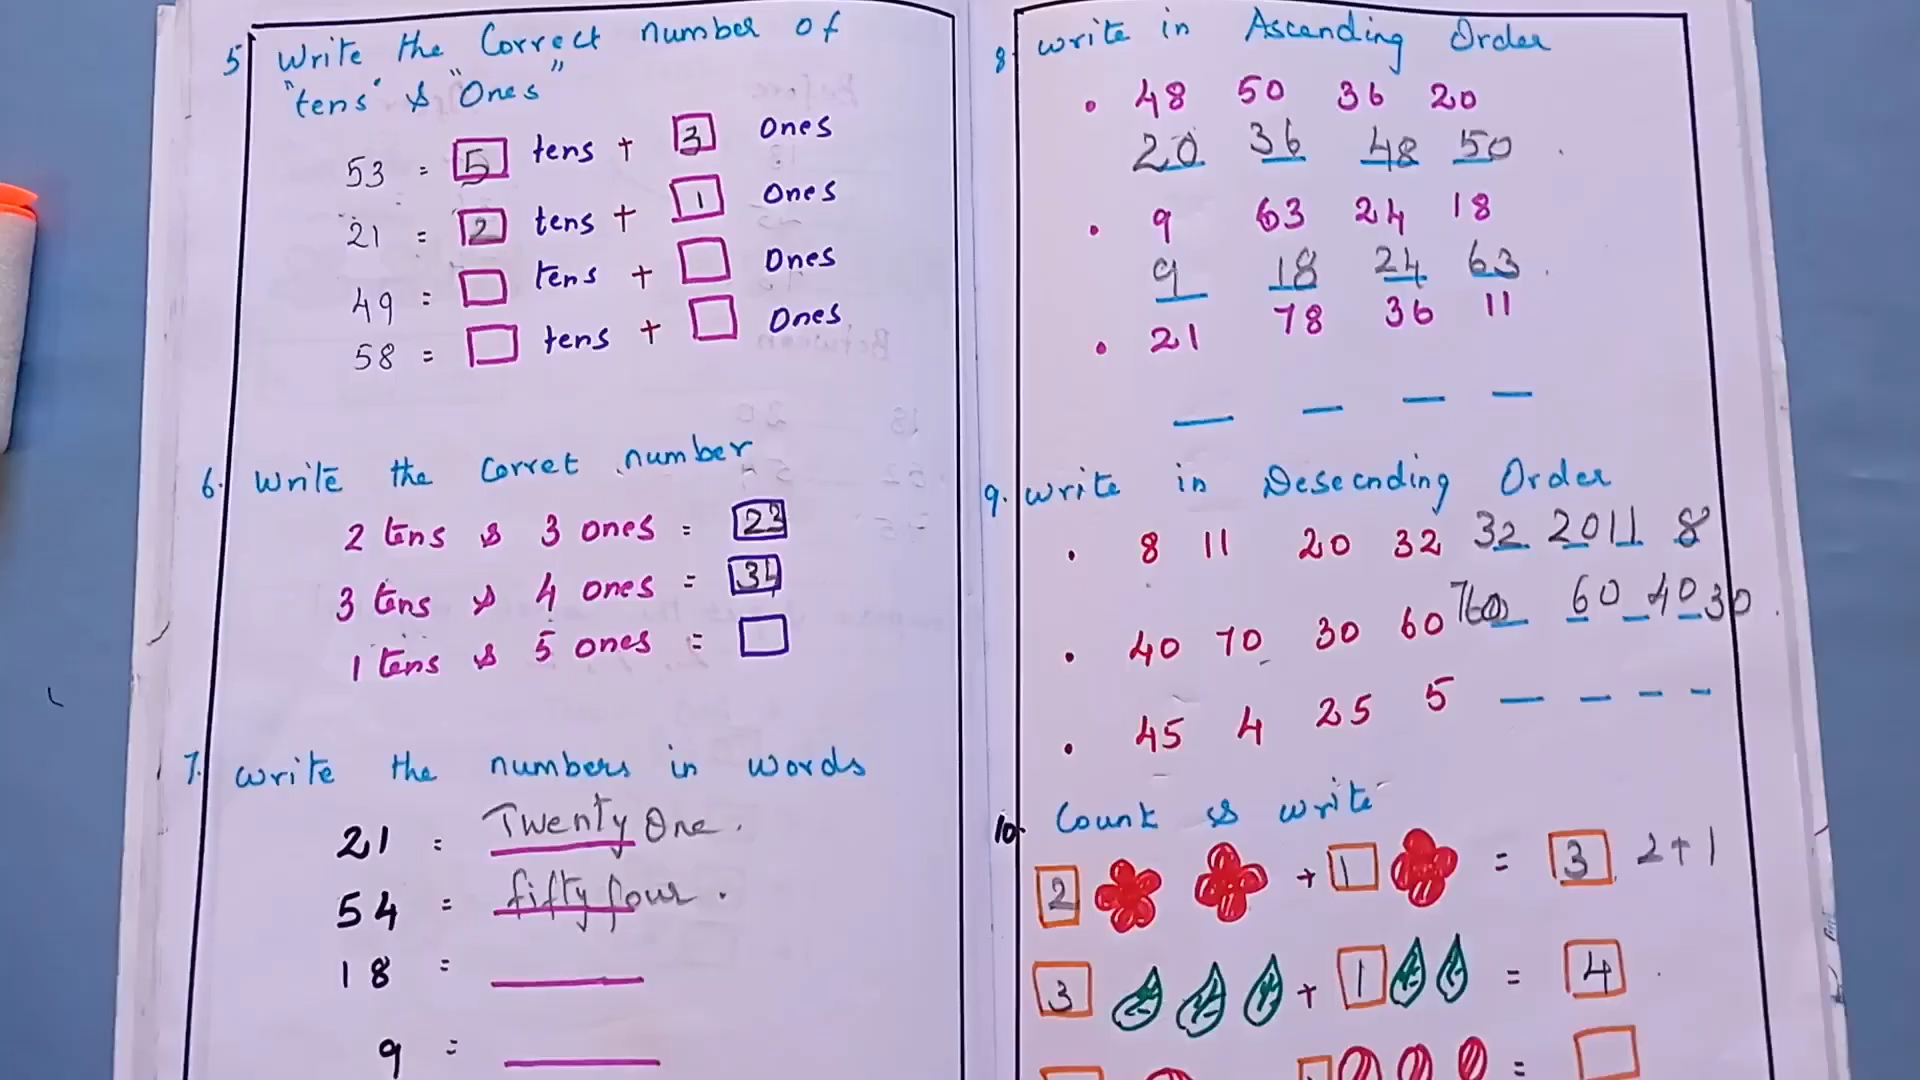 5 Write the Correct number of
"tens" & "Ones"
53 = 5 tens + 3 Ones
21 = 2 tens + 1 Ones
49 = tens + Ones
58 = tens + Ones
6. Write the Corret number
2 tens & 3 ones = 23
3 tens & 4 ones = 34
1 tens & 5 ones =
7. write the numbers in words
21 = Twenty One.
54 = fifty four.
18 =
9 =
8. write in Ascending Order
. 48 50 36 20
20 36 48 50
. 9 63 24 18
9 18 24 63
. 21 78 36 11
9. write in Desecnding Order
. 8 11 20 32 32 20 11 8
. 40 70 30 60 60 40 30
. 45 4 25 5
10. Count & write
2 + 1 = 3 2+1
3 + 1 = 4
+ =